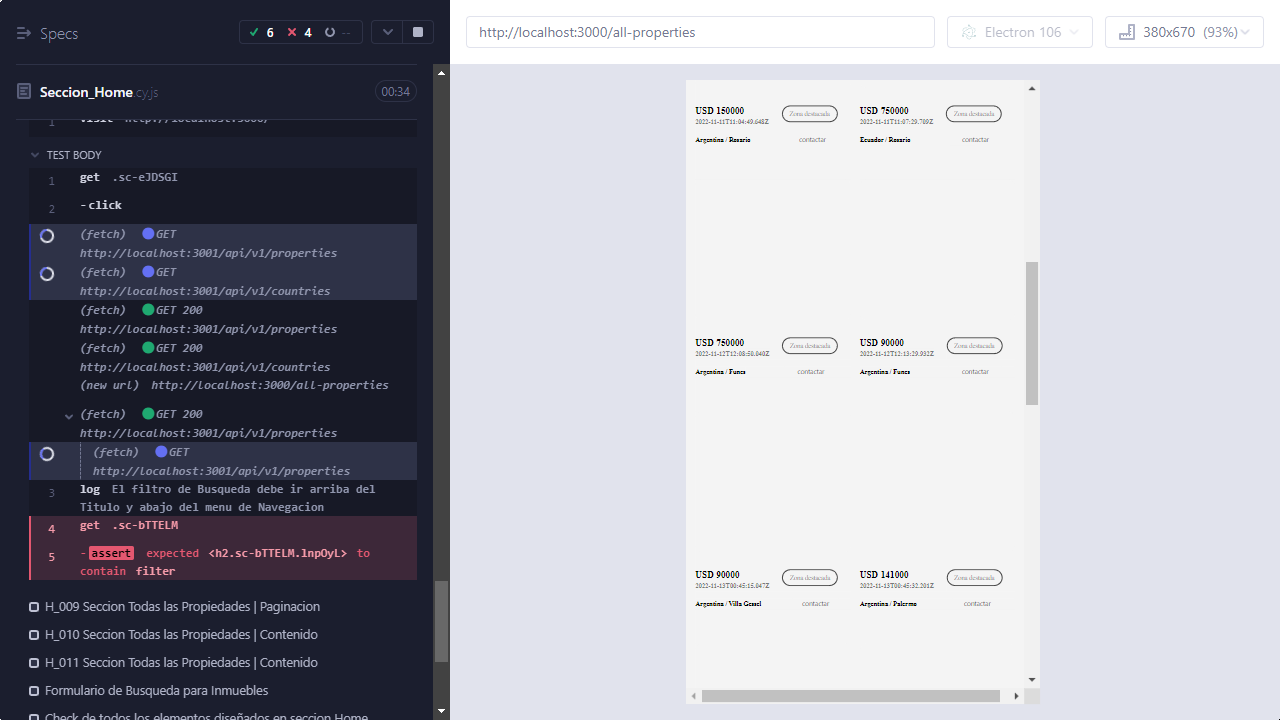 Specs
6
4
--
http://localhost:3000/all-properties
Electron 106
380x670 (93%)
Seccion_Home.cy.js
00:34
1 visit http://localhost:3000/
TEST BODY
1 get .sc-eJDSGI
2 -click
(fetch) GET
http://localhost:3001/api/v1/properties
(fetch) GET
http://localhost:3001/api/v1/countries
(fetch) GET 200
http://localhost:3001/api/v1/properties
(fetch) GET 200
http://localhost:3001/api/v1/countries
(new url) http://localhost:3000/all-properties
(fetch) GET 200
http://localhost:3001/api/v1/properties
(fetch) GET
http://localhost:3001/api/v1/properties
3 log El filtro de Busqueda debe ir arriba del
Titulo y abajo del menu de Navegacion
4 get .sc-bTTELM
5 -assert expected <h2.sc-bTTELM.lnpOyL> to
contain filter
H_009 Seccion Todas las Propiedades | Paginacion
H_010 Seccion Todas las Propiedades | Contenido
H_011 Seccion Todas las Propiedades | Contenido
Formulario de Busqueda para Inmuebles
Check de todos los elementos diseñados en seccion Home
USD 150000
2022-11-11T11:04:49.648Z
Zona destacada
Argentina / Rosario
contactar
USD 750000
2022-11-11T11:07:29.709Z
Zona destacada
Ecuador / Rosario
contactar
USD 750000
2022-11-12T12:08:50.040Z
Zona destacada
Argentina / Funes
contactar
USD 90000
2022-11-12T12:13:29.932Z
Zona destacada
Argentina / Funes
contactar
USD 90000
2022-11-13T00:45:15.047Z
Zona destacada
Argentina / Villa Gessel
contactar
USD 141000
2022-11-13T00:45:32.201Z
Zona destacada
Argentina / Palermo
contactar